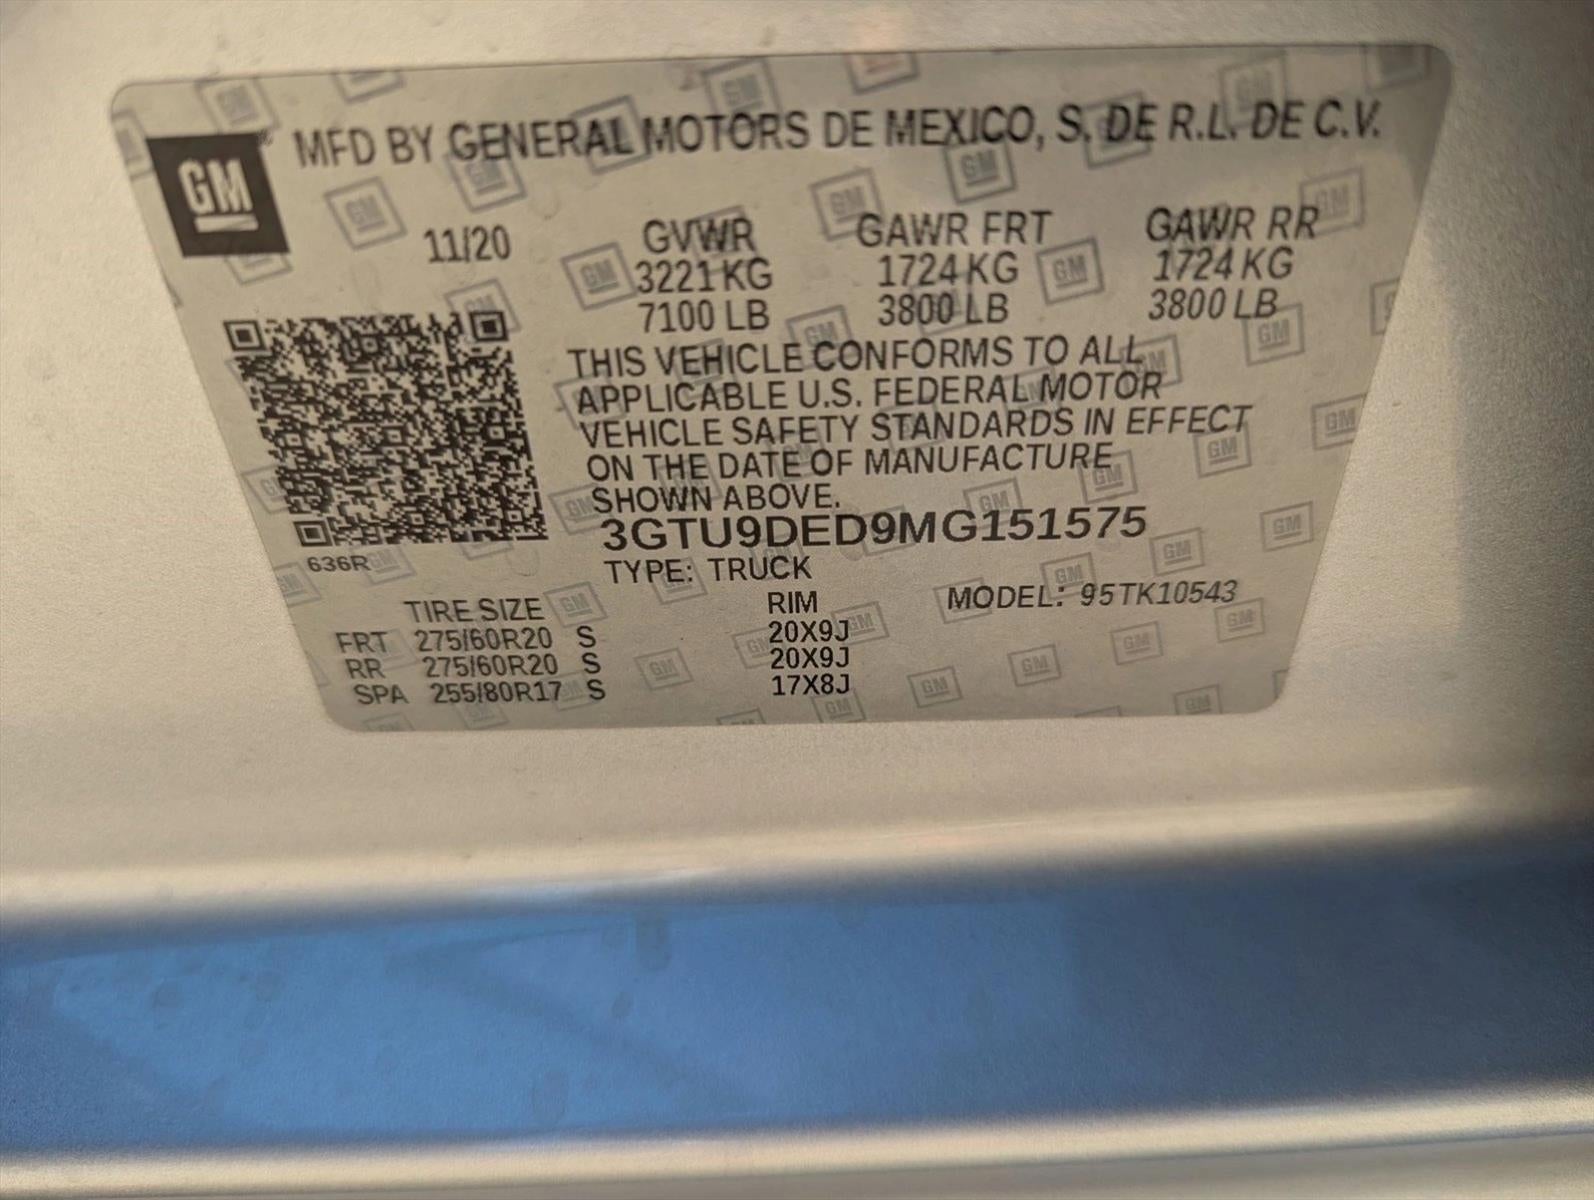 GM MFD BY GENERAL MOTORS DE MEXICO, S. DE R.L. DE C.V.
11/20 GVWR GAWR FRT GAWR RR
3221 KG 1724 KG 1724 KG
7100 LB 3800 LB 3800 LB
THIS VEHICLE CONFORMS TO ALL
APPLICABLE U.S. FEDERAL MOTOR
VEHICLE SAFETY STANDARDS IN EFFECT
ON THE DATE OF MANUFACTURE
SHOWN ABOVE.
3GTU9DED9MG151575
636R
TYPE: TRUCK
TIRE SIZE RIM MODEL: 95TK10543
FRT 275/60R20 S 20X9J
RR 275/60R20 S 20X9J
SPA 255/80R17 S 17X8J